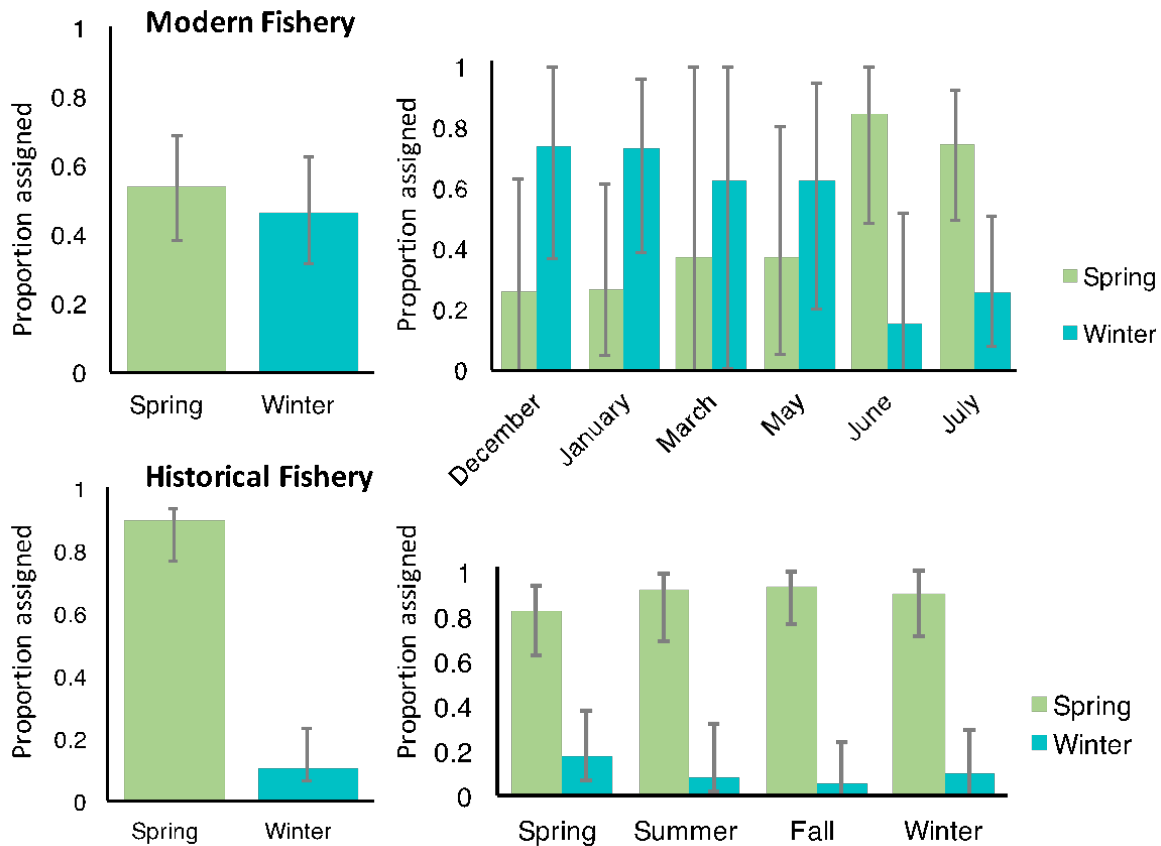 Modern Fishery
Proportion assigned
1
0.8
0.6
0.4
0.2
0
Spring
Winter
Proportion assigned
1
0.8
0.6
0.4
0.2
0
December
January
March
May
June
July
Spring
Winter
Historical Fishery
Proportion assigned
1
0.8
0.6
0.4
0.2
0
Spring
Winter
Proportion assigned
1
0.8
0.6
0.4
0.2
0
Spring
Summer
Fall
Winter
Spring
Winter